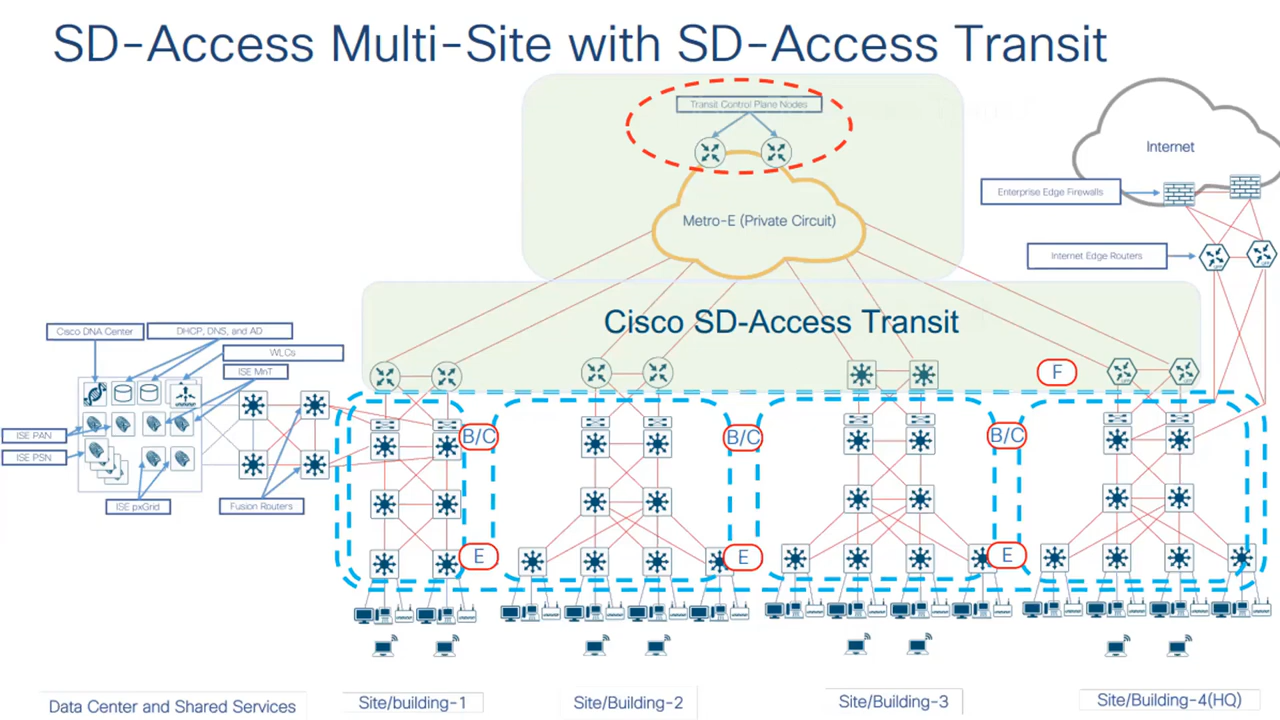 SD-Access Multi-Site with SD-Access Transit
Transit Control Plane Nodes
Internet
Enterprise Edge Firewalls
Metro-E (Private Circuit)
Internet Edge Routers
Cisco SD-Access Transit
Cisco DNA Center
DHCP, DNS, and AD
WLCs
ISE MnT
F
ISE PAN
ISE PSN
B/C
B/C
B/C
ISE pxGrid
Fusion Routers
E
E
E
Data Center and Shared Services
Site/building-1
Site/Building-2
Site/Building-3
Site/Building-4(HQ)